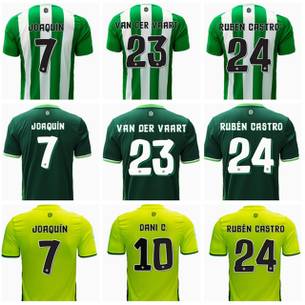 JOAQUÍN
7
VAN DER VAART
23
RUBÉN CASTRO
24
JOAQUÍN
7
VAN DER VAART
23
RUBÉN CASTRO
24
JOAQUÍN
7
DANI C.
10
RUBÉN CASTRO
24